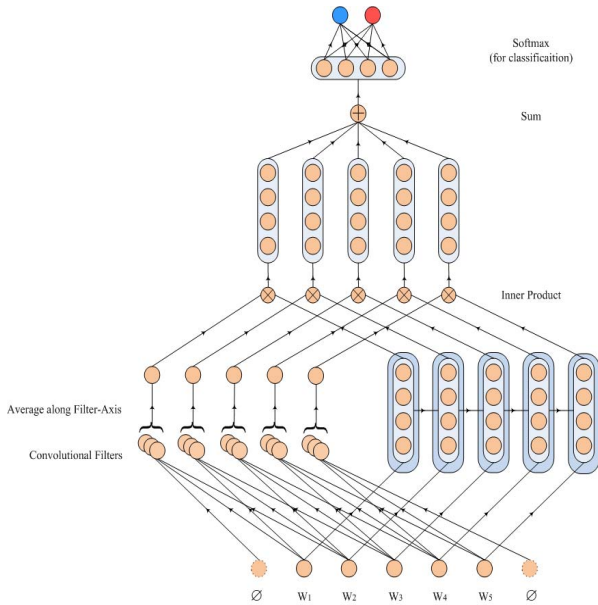 Softmax
(for classificaition)
Sum
Inner Product
Average along Filter-Axis
Convolutional Filters
∅ W1 W2 W3 W4 W5 ∅